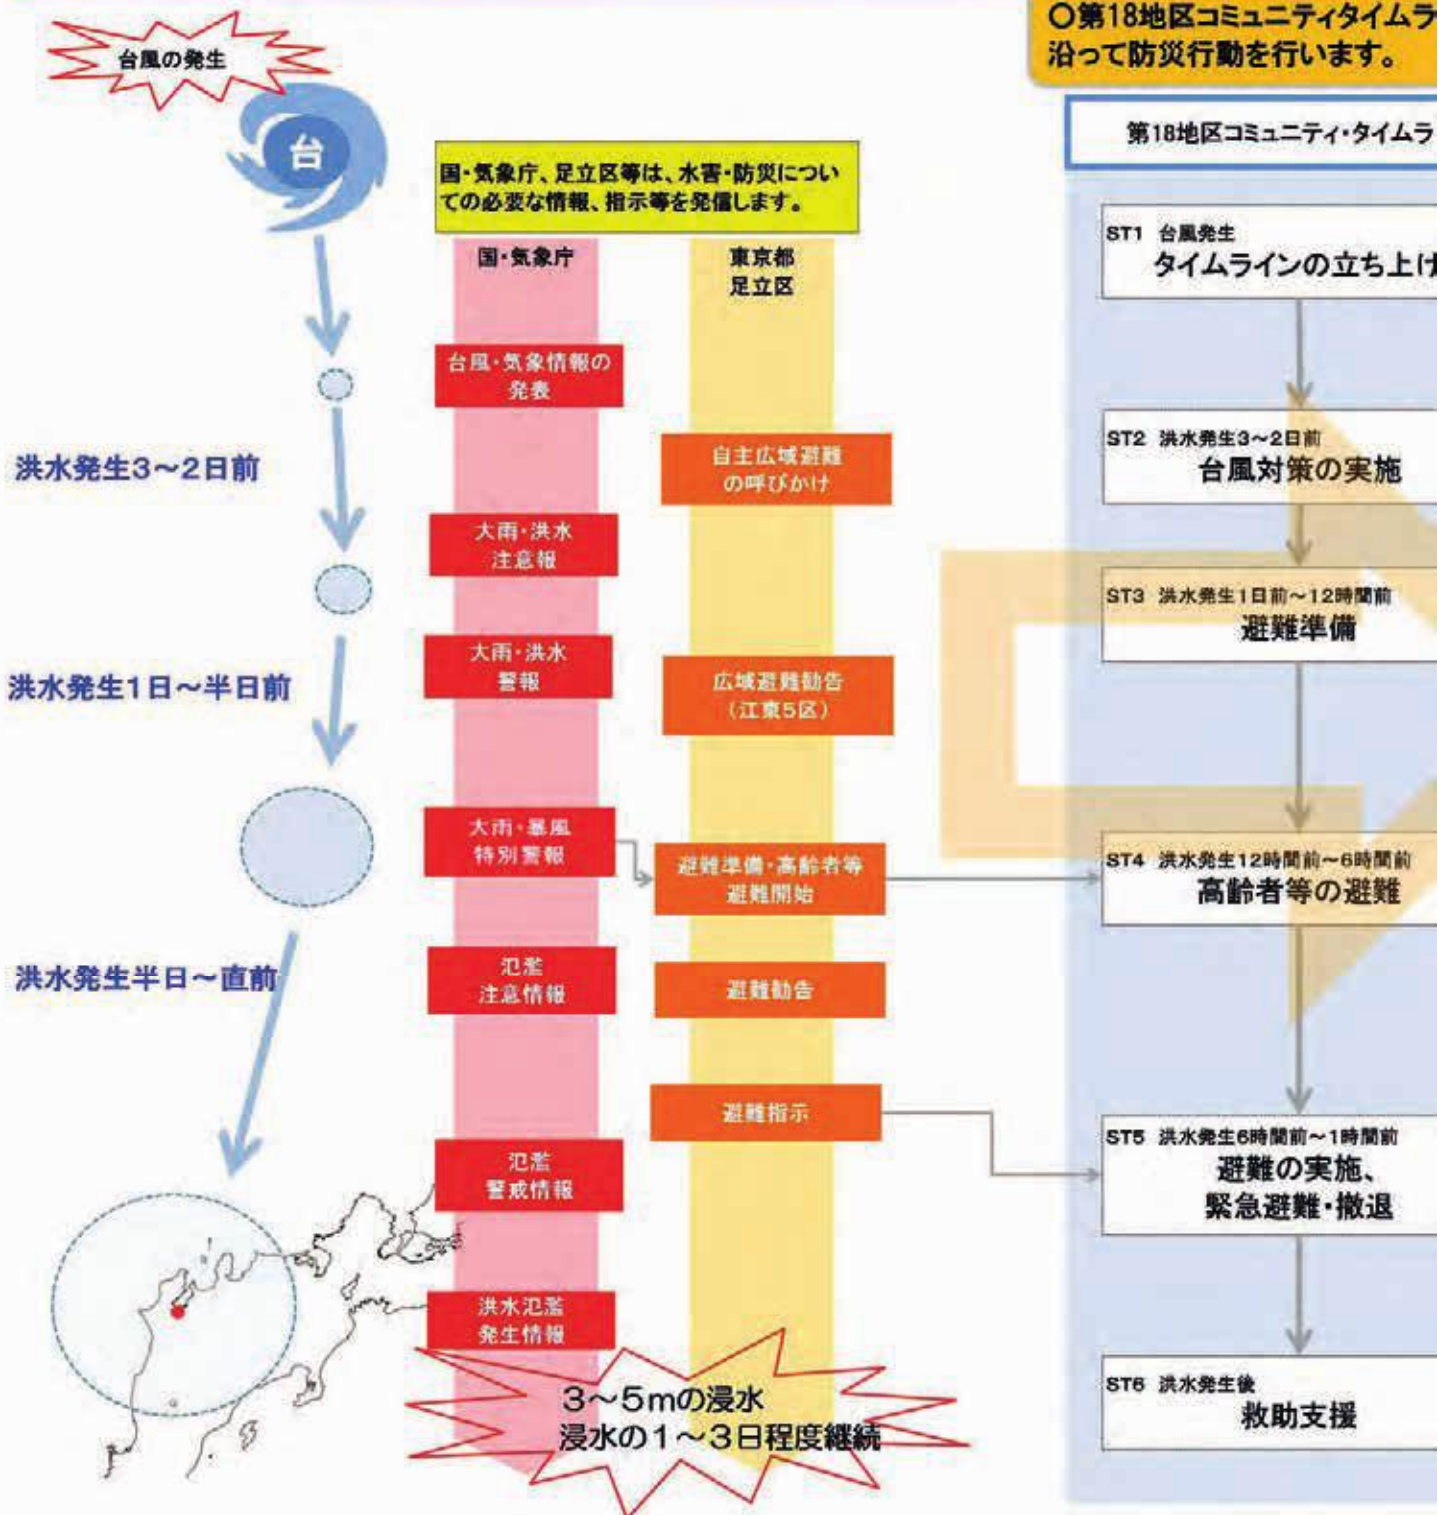 台風の発生
台
〇第18地区コミュニティタイムラ
沿って防災行動を行います。
国・気象庁、足立区等は、水害・防災につい
ての必要な情報、指示等を発信します。
国・気象庁
東京都
足立区
台風・気象情報の
発表
自主広域避難
の呼びかけ
洪水発生3～2日前
大雨・洪水
注意報
大雨・洪水
警報
広域避難勧告
（江東5区）
洪水発生1日～半日前
大雨・暴風
特別警報
避難準備・高齢者等
避難開始
氾濫
注意情報
避難勧告
洪水発生半日～直前
避難指示
氾濫
警戒情報
洪水氾濫
発生情報
3～5mの浸水
浸水の1～3日程度継続
第18地区コミュニティ・タイムラ
ST1 台風発生
タイムラインの立ち上げ
ST2 洪水発生3～2日前
台風対策の実施
ST3 洪水発生1日前～12時間前
避難準備
ST4 洪水発生12時間前～6時間前
高齢者等の避難
ST5 洪水発生6時間前～1時間前
避難の実施、
緊急避難・撤退
ST6 洪水発生後
救助支援